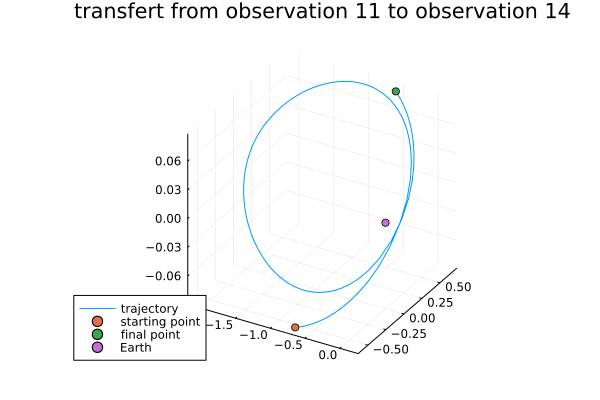 transfert from observation 11 to observation 14
0.06
0.03
0.00
−0.03
−0.06
−1.5
−1.0
−0.5
0.0
0.50
0.25
0.00
−0.25
−0.50
trajectory
starting point
final point
Earth